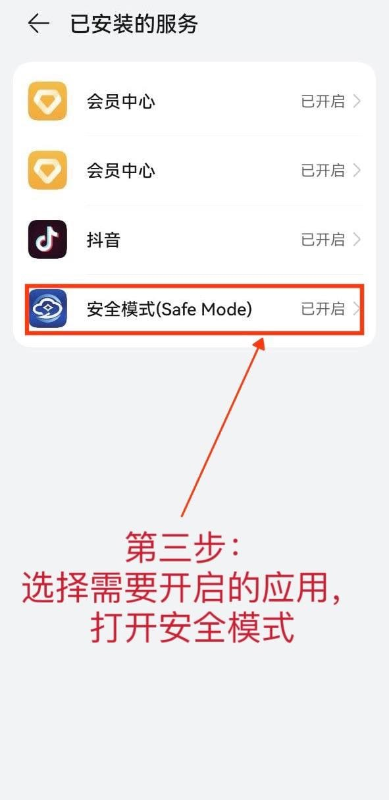 已安装的服务
会员中心 已开启
会员中心 已开启
抖音 已开启
安全模式(Safe Mode) 已开启
第三步：
选择需要开启的应用，
打开安全模式